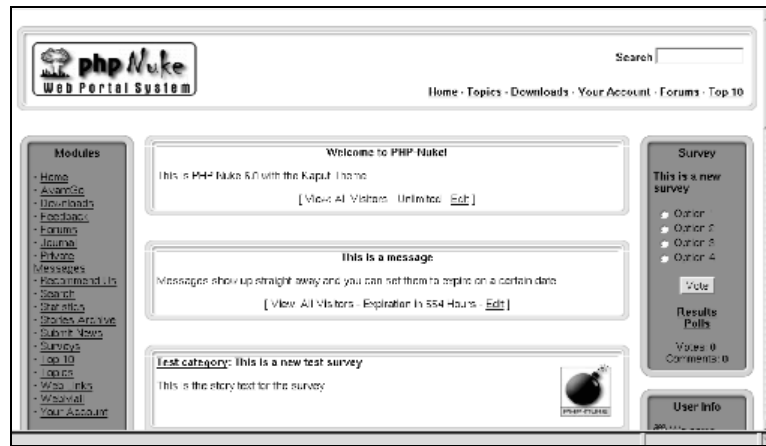 php Nuke
Web Portal System
Search
Home - Topics - Downloads - Your Account - Forums - Top 10
Modules
- Home
- AvantGo
- Downloads
- Feedback
- Forums
- Journal
- Private
Messages
- Recommend Us
- Search
- Statistics
- Stories Archive
- Submit News
- Surveys
- Top 10
- Topics
- Web Links
- WebMail
- Your Account
Welcome to PHP-Nuke!
This is PHP-Nuke 6.0 with the Kaput Theme
[ View: All Visitors - Unlimited - Edit ]
This is a message
Messages show up straight away and you can set them to expire on a certain date
[ View: All Visitors - Expiration in 554 Hours - Edit ]
Test category: This is a new test survey
This is the story text for the survey
PHP-NUKE
Survey
This is a new
survey
Option
Option 2
Option 3
Option 4
Vote
Results
Polls
Votes: 0
Comments: 0
User Info